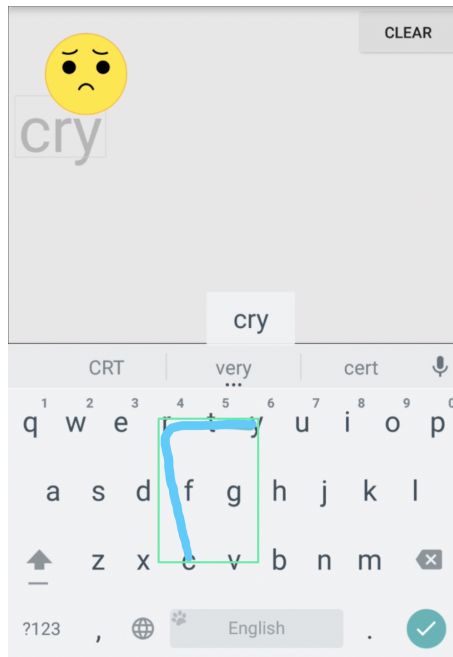 CLEAR
cry
cry
CRT very cert
1 2 3 4 5 6 7 8 9 0
q w e r t y u i o p
a s d f g h j k l
z x c v b n m
?123 , English .